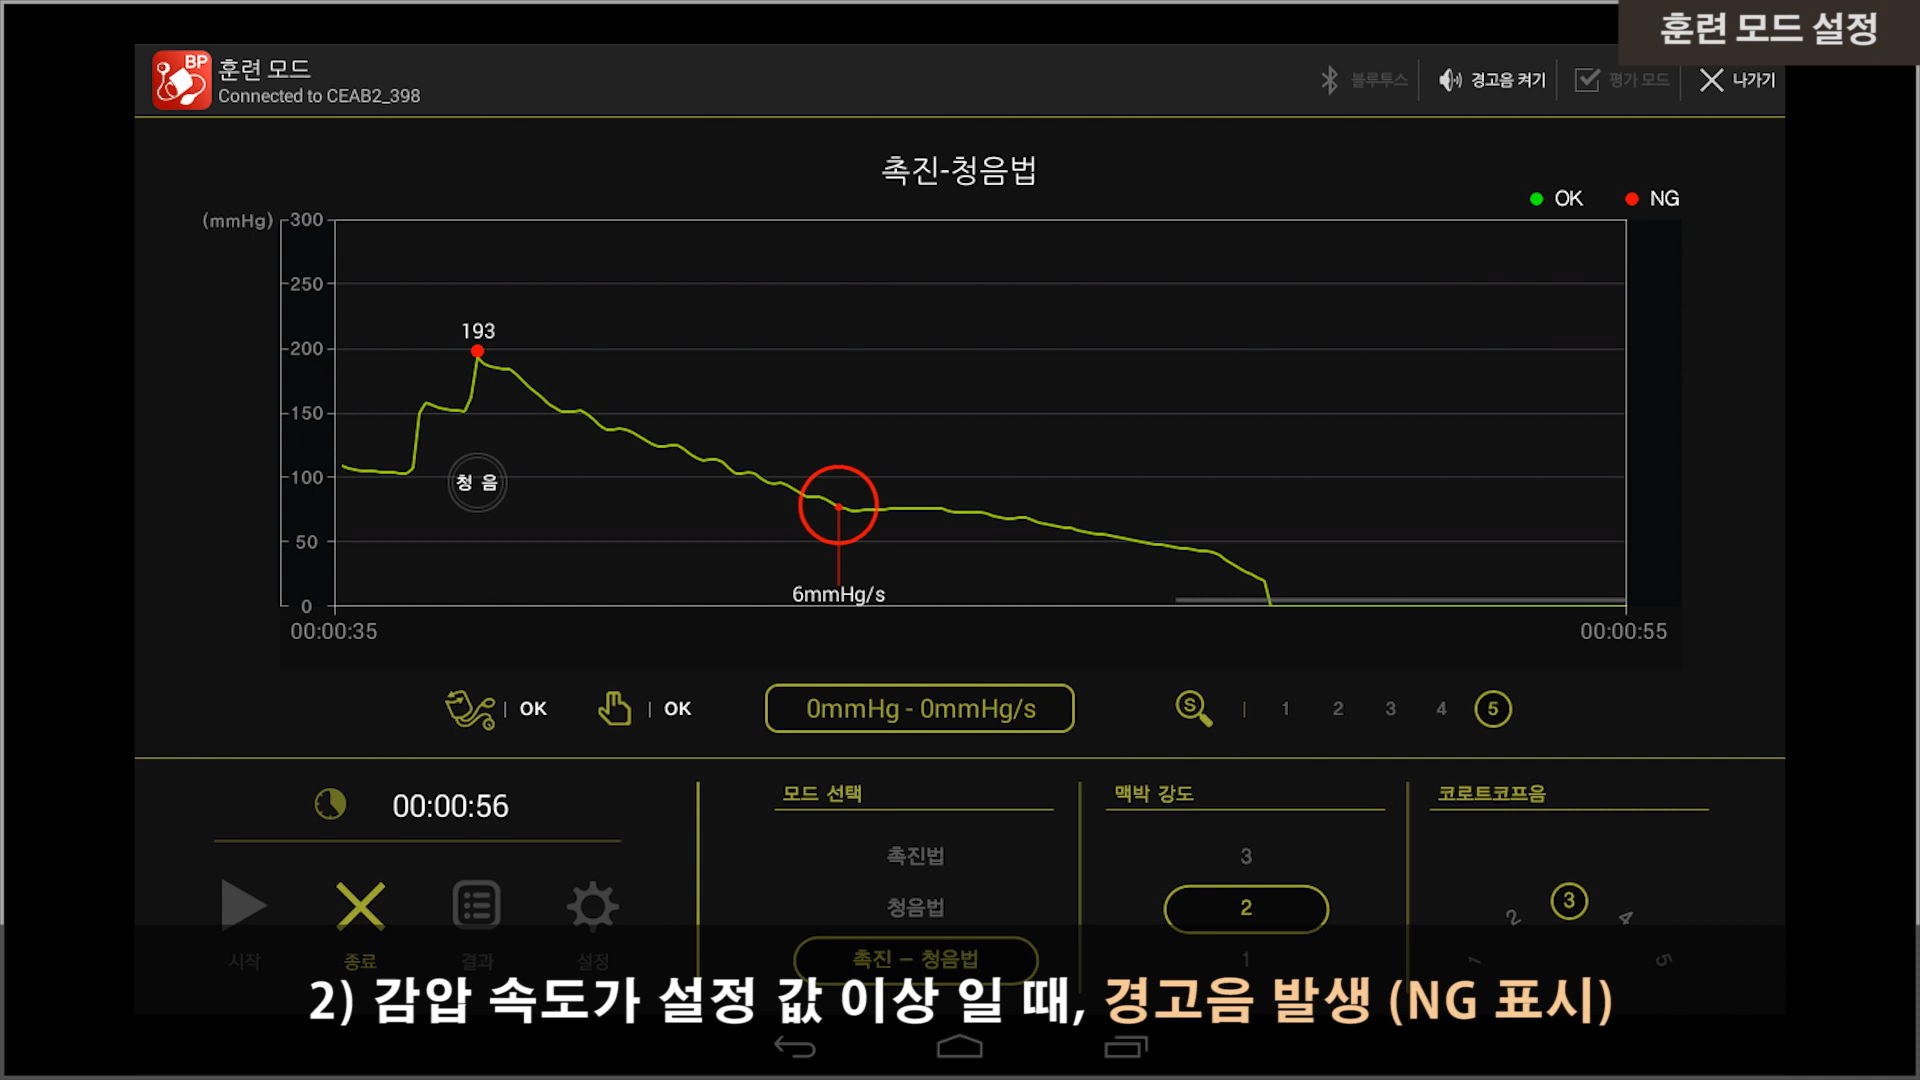 훈련 모드 설정
BP
훈련 모드
Connected to CEAB2_398
블루투스
경고음 켜기
평가 모드
나가기
촉진-청음법
OK
NG
(mmHg)
300
250
200
150
100
50
0
193
청 음
6mmHg/s
00:00:35
00:00:55
OK
OK
0mmHg - 0mmHg/s
S
1 2 3 4 5
00:00:56
시작
종료
결과
설정
모드 선택
촉진법
청음법
촉진 – 청음법
맥박 강도
3
2
1
코로트코프음
1 2 3 4 5
2) 감압 속도가 설정 값 이상 일 때, 경고음 발생 (NG 표시)